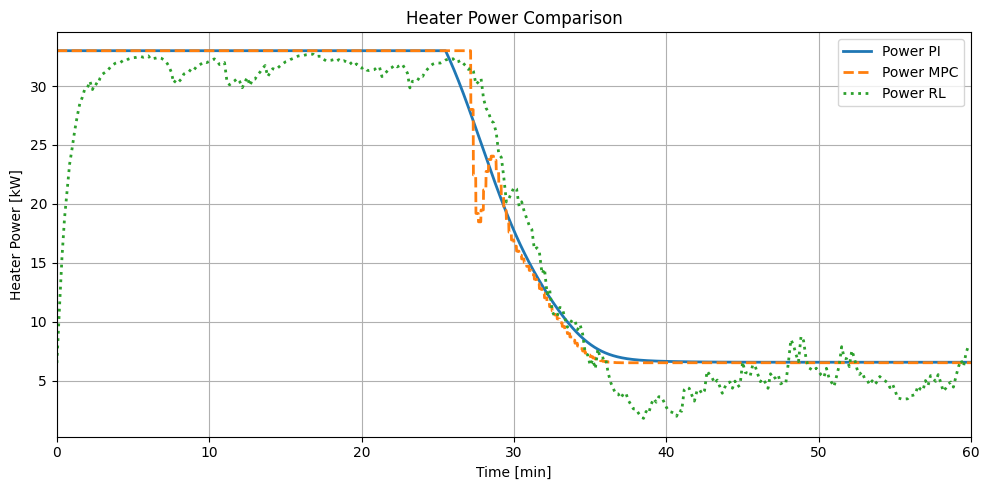 Heater Power Comparison
Heater Power [kW]
30
25
20
15
10
5
Power PI
Power MPC
Power RL
0 10 20 30 40 50 60
Time [min]